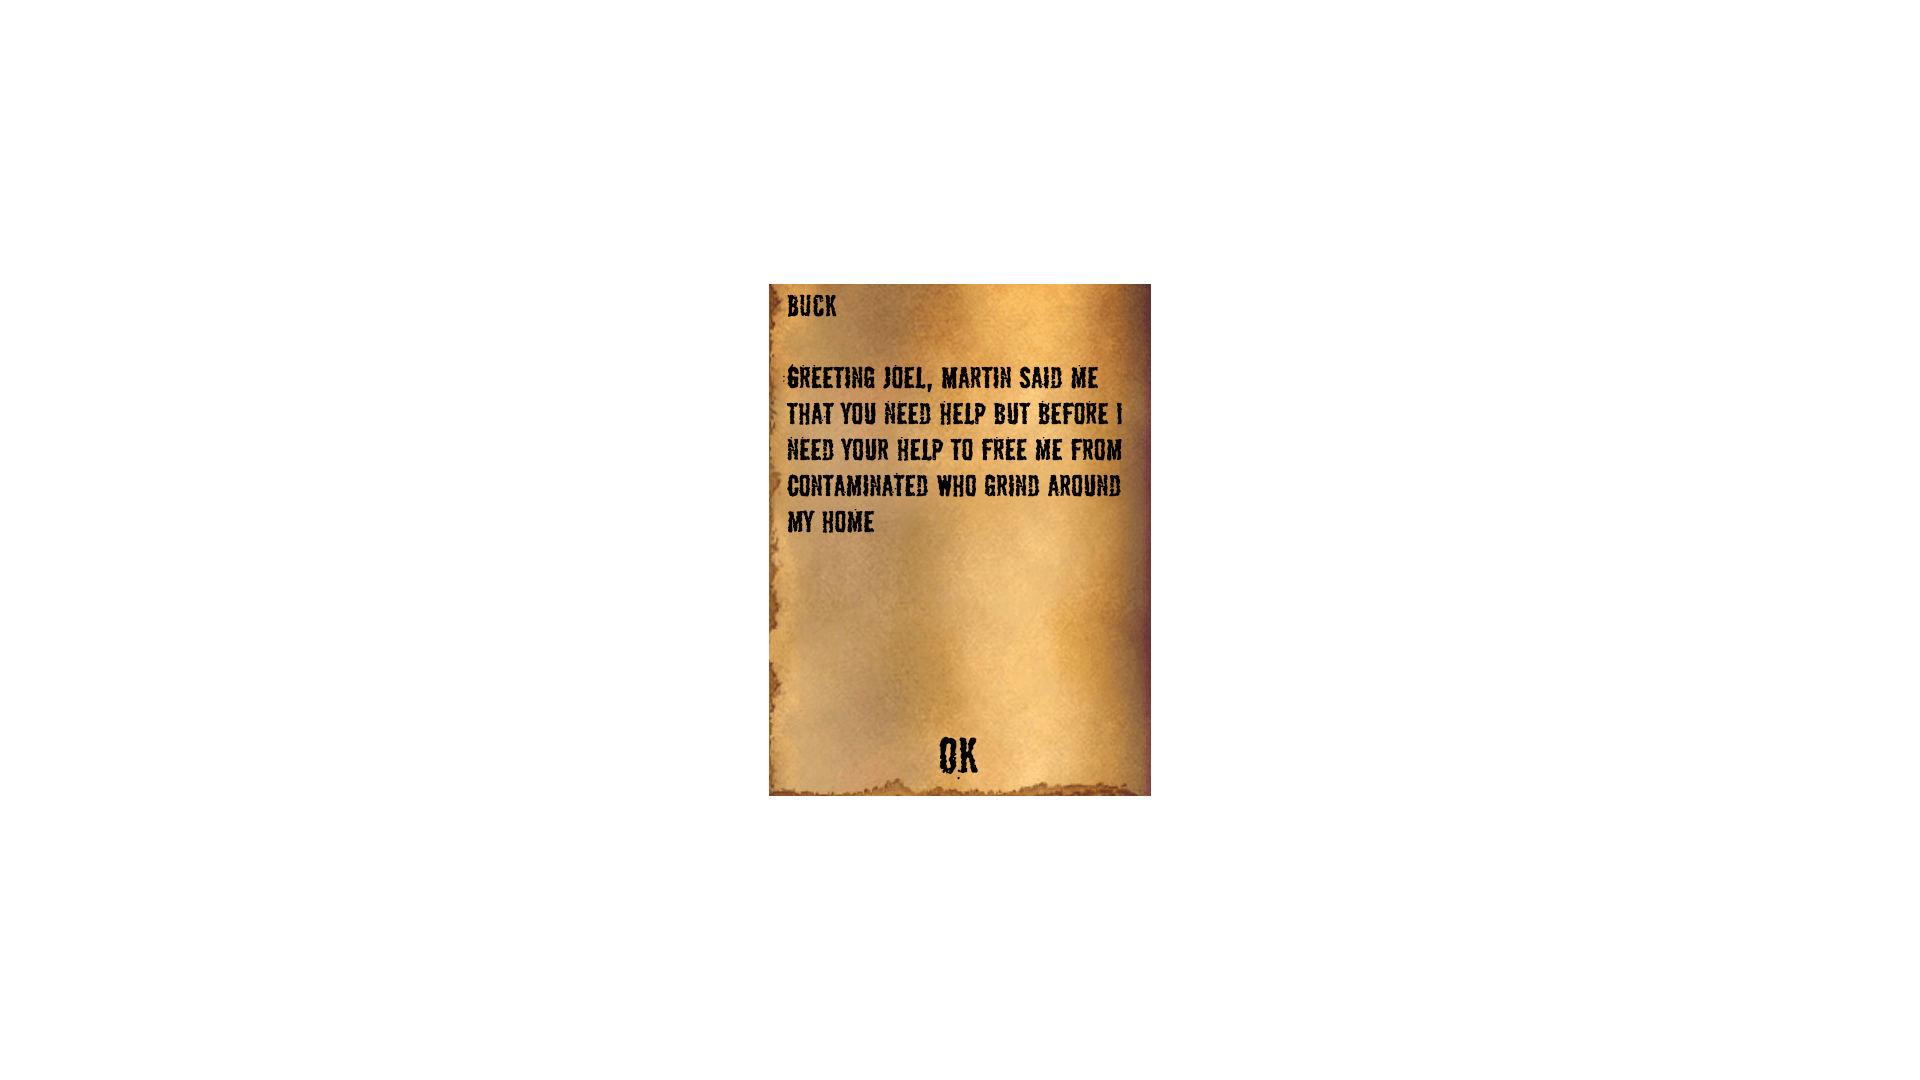 BUCK
GREETING JOEL, MARTIN SAID ME
THAT YOU NEED HELP BUT BEFORE I
NEED YOUR HELP TO FREE ME FROM
CONTAMINATED WHO GRIND AROUND
MY HOME
OK